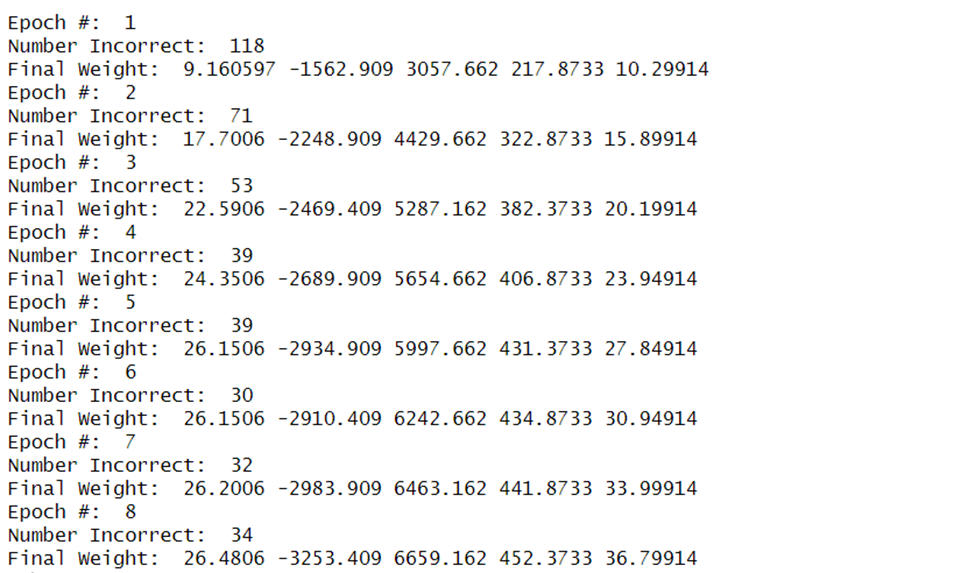 Epoch #:  1
Number Incorrect:  118
Final Weight:  9.160597 -1562.909 3057.662 217.8733 10.29914
Epoch #:  2
Number Incorrect:  71
Final Weight:  17.7006 -2248.909 4429.662 322.8733 15.89914
Epoch #:  3
Number Incorrect:  53
Final Weight:  22.5906 -2469.409 5287.162 382.3733 20.19914
Epoch #:  4
Number Incorrect:  39
Final Weight:  24.3506 -2689.909 5654.662 406.8733 23.94914
Epoch #:  5
Number Incorrect:  39
Final Weight:  26.1506 -2934.909 5997.662 431.3733 27.84914
Epoch #:  6
Number Incorrect:  30
Final Weight:  26.1506 -2910.409 6242.662 434.8733 30.94914
Epoch #:  7
Number Incorrect:  32
Final Weight:  26.2006 -2983.909 6463.162 441.8733 33.99914
Epoch #:  8
Number Incorrect:  34
Final Weight:  26.4806 -3253.409 6659.162 452.3733 36.79914